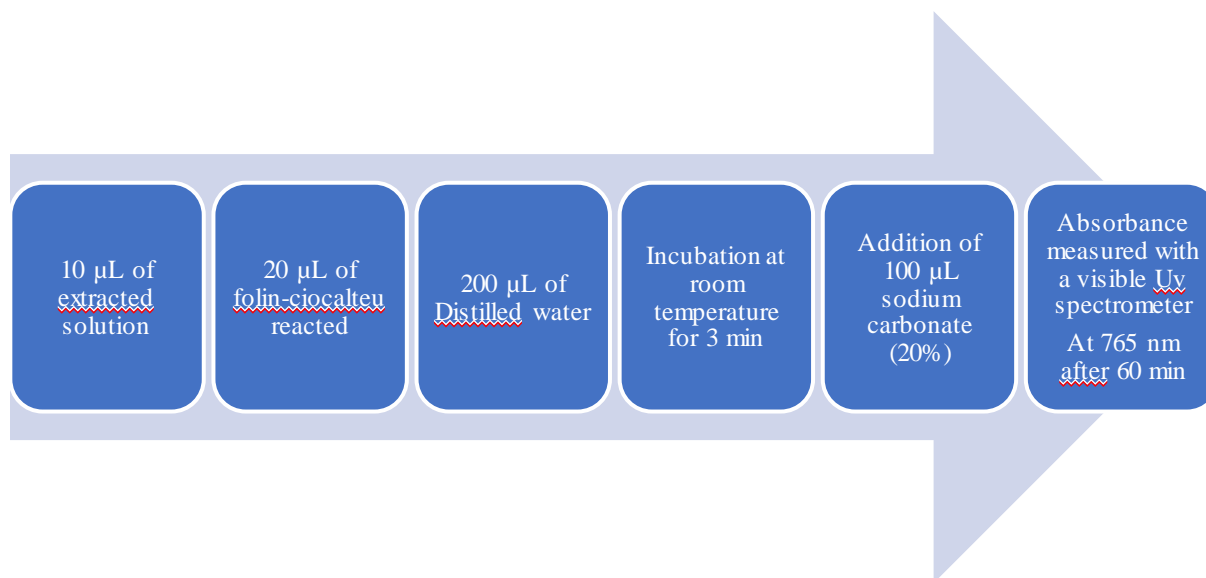 10 µL of
extracted
solution
20 µL of
folin-ciocalteu
reacted
200 µL of
Distilled water
Incubation at
room
temperature
for 3 min
Addition of
100 µL
sodium
carbonate
(20%)
Absorbance
measured with
a visible Uv
spectrometer
At 765 nm
after 60 min